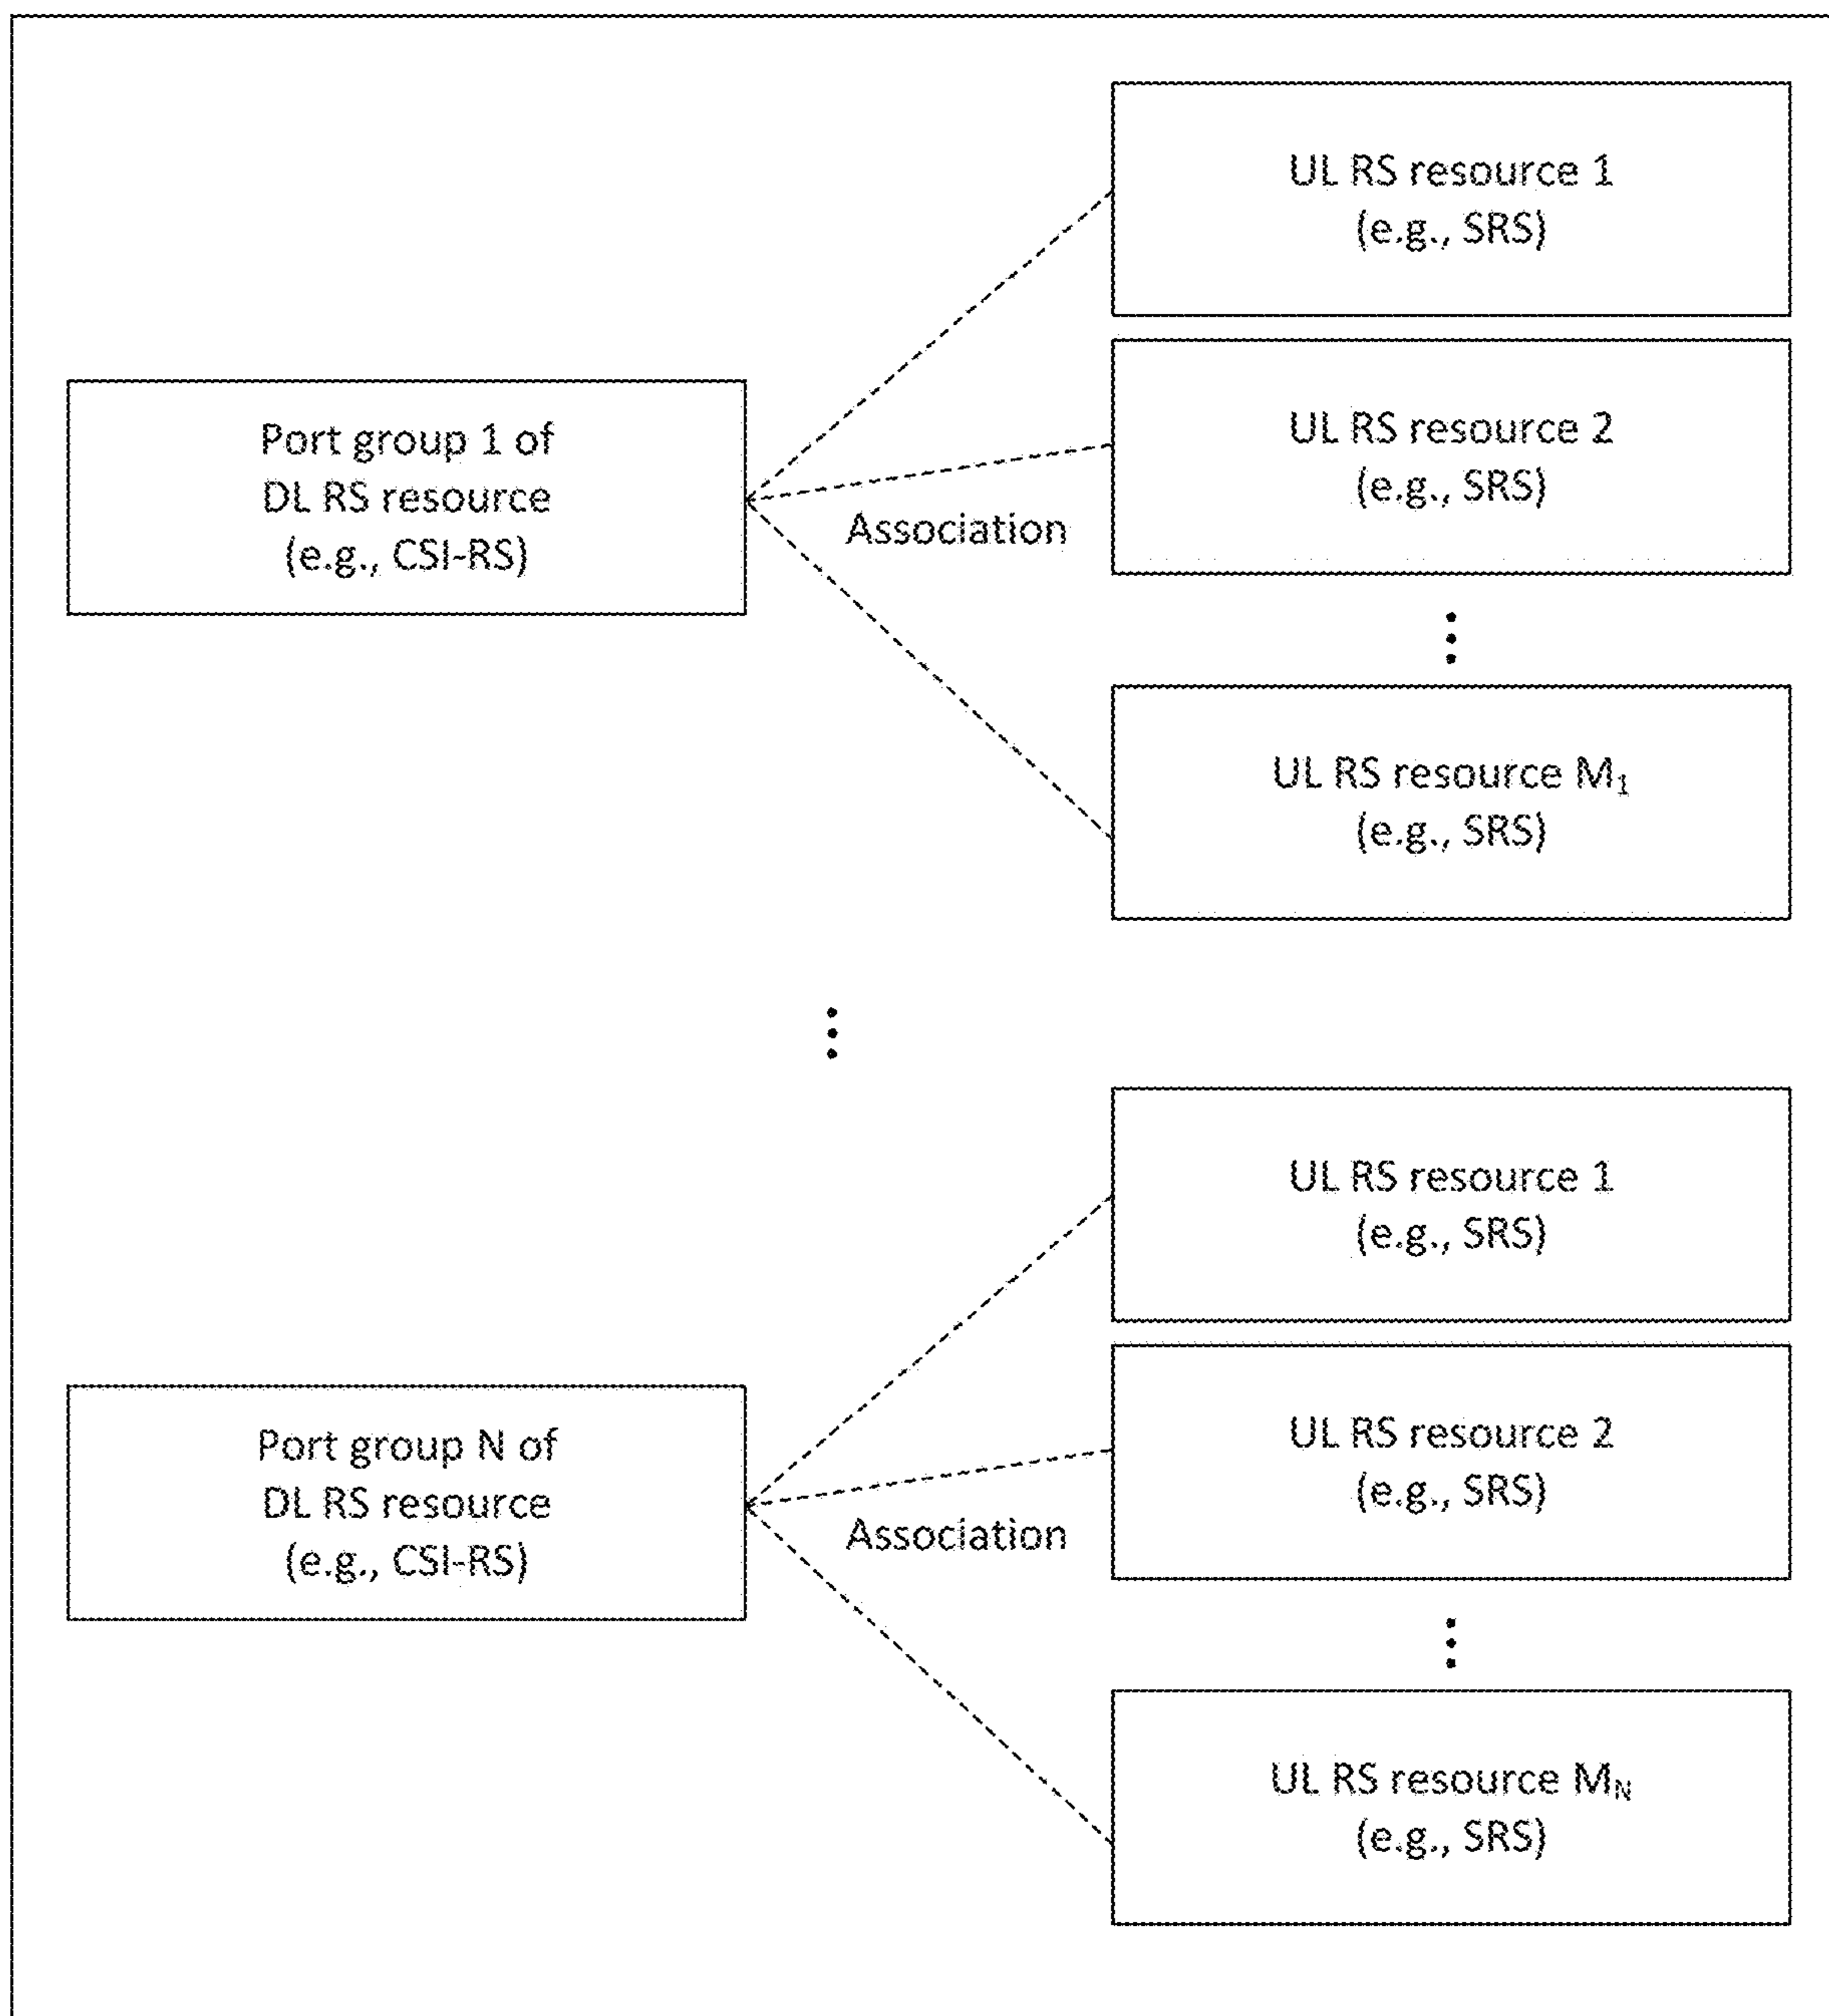 UL RS resource 1
(e.g., SRS)
Port group 1 of
DL RS resource
(e.g., CSI-RS)
Association
UL RS resource 2
(e.g., SRS)
UL RS resource M₁
(e.g., SRS)
UL RS resource 1
(e.g., SRS)
Port group N of
DL RS resource
(e.g., CSI-RS)
Association
UL RS resource 2
(e.g., SRS)
UL RS resource M_N
(e.g., SRS)